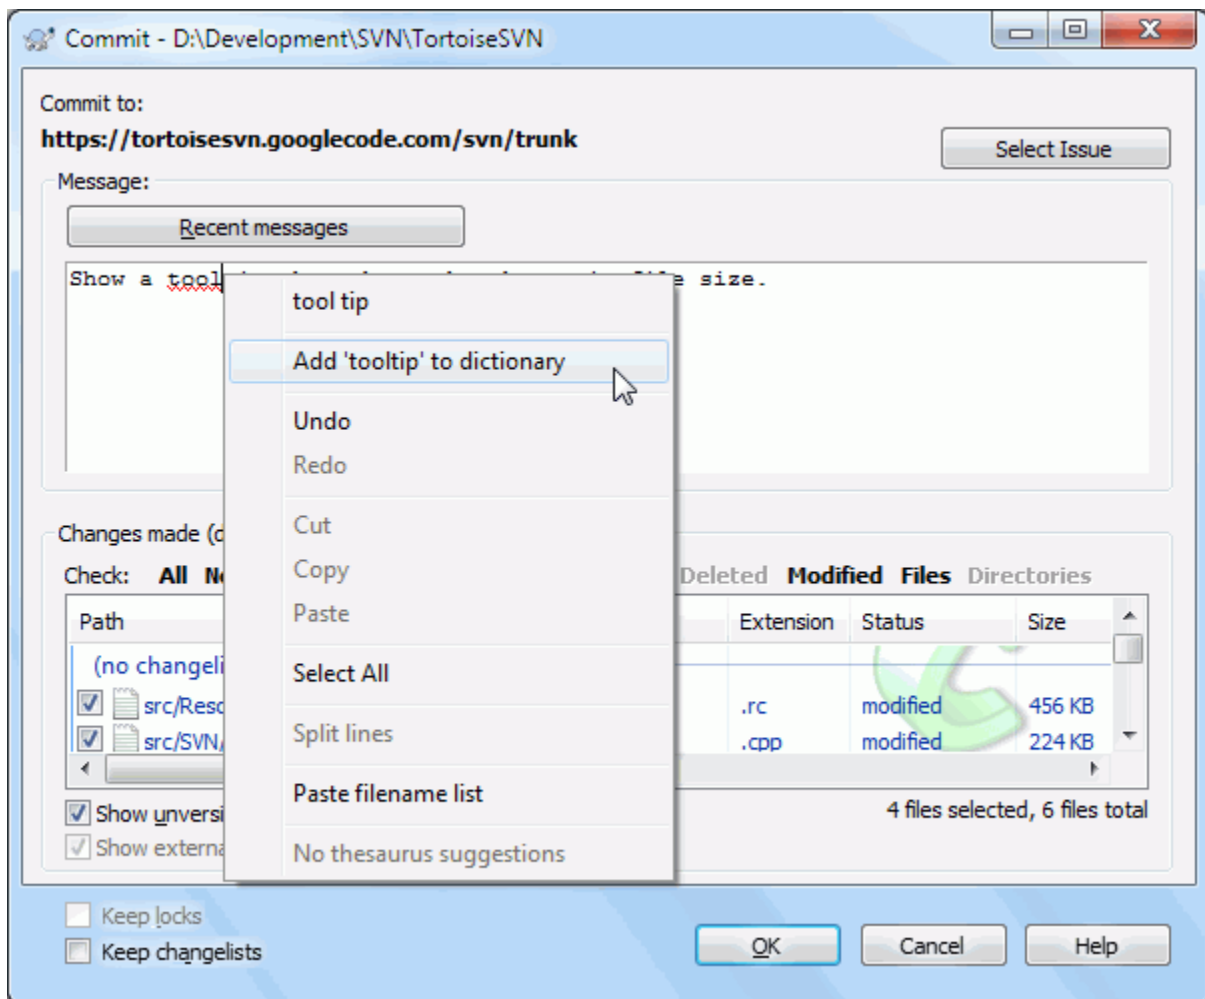 Commit - D:\Development\SVN\TortoiseSVN
Commit to:
https://tortoisesvn.googlecode.com/svn/trunk
Select Issue
Message:
Recent messages
Show a tool size.
tool tip
Add 'tooltip' to dictionary
Undo
Redo
Cut
Copy
Paste
Select All
Split lines
Paste filename list
No thesaurus suggestions
Changes made
Check: All Deleted Modified Files Directories
Path Extension Status Size
(no changeli
src/Reso .rc modified 456 KB
src/SVN/ .cpp modified 224 KB
Show unversi 4 files selected, 6 files total
Show externa
Keep locks
Keep changelists
OK Cancel Help